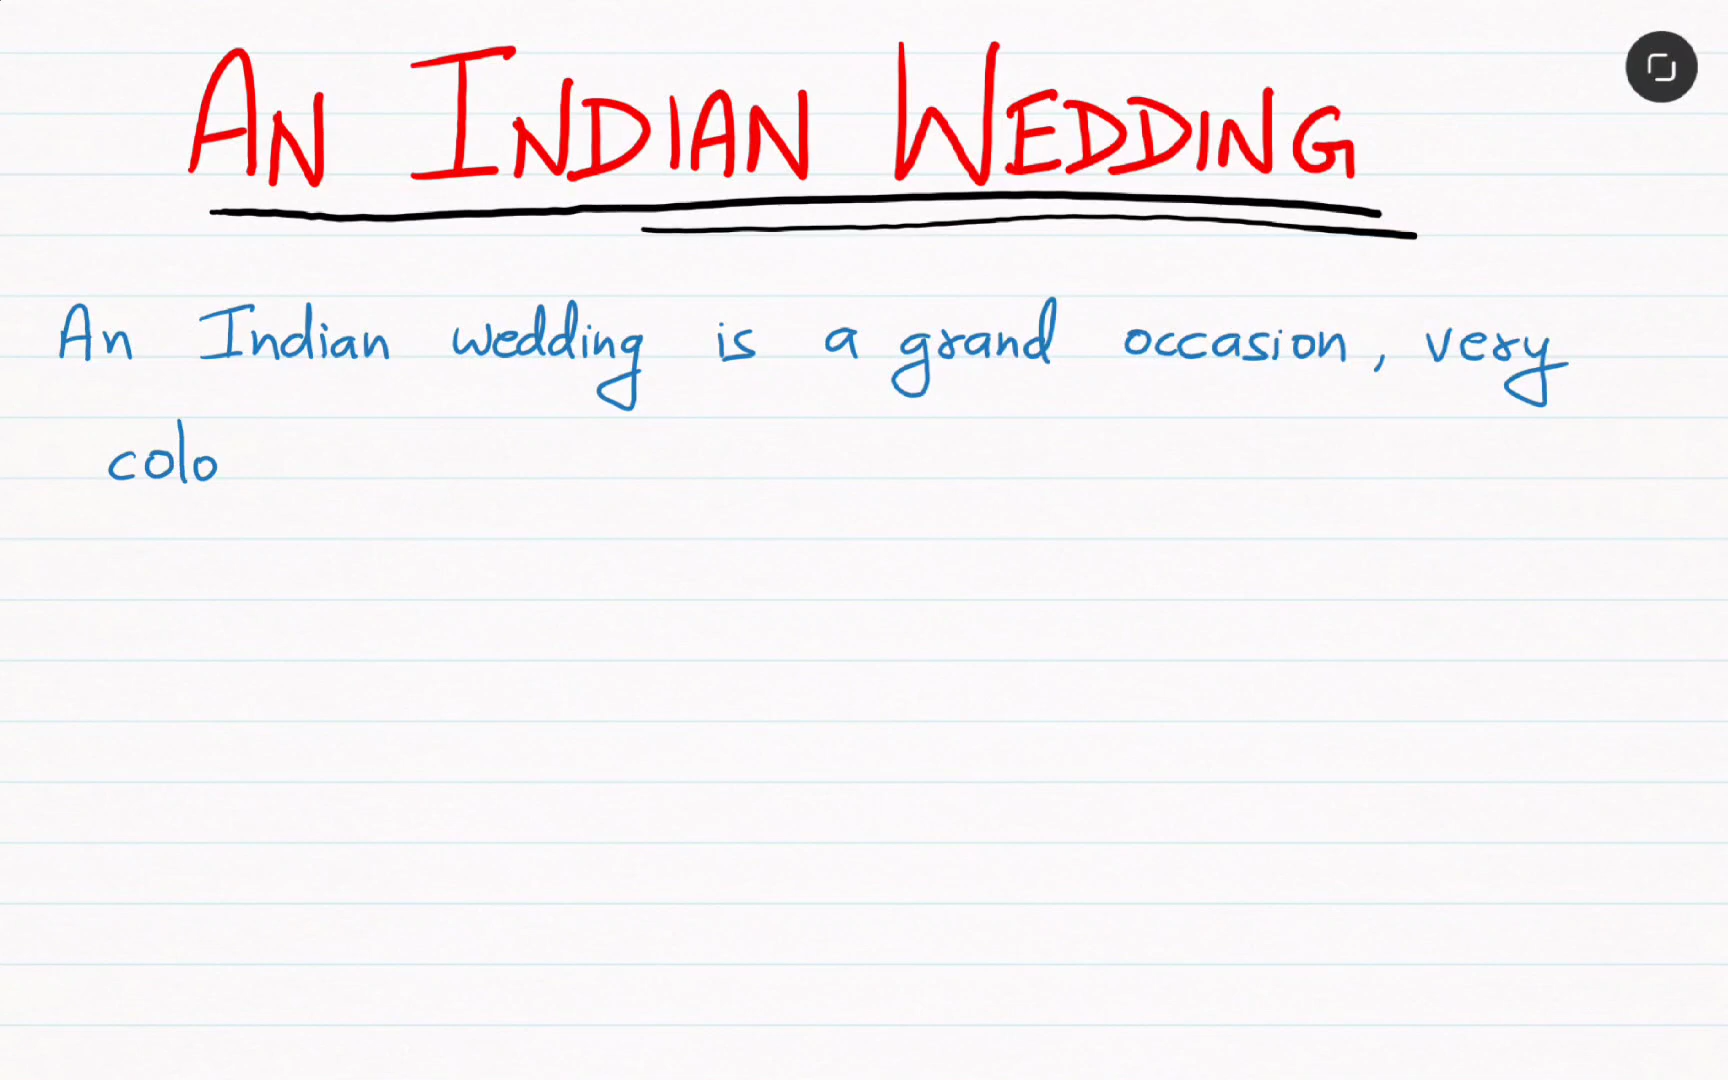 AN INDIAN WEDDING
An Indian wedding is a grand occasion, very
colo